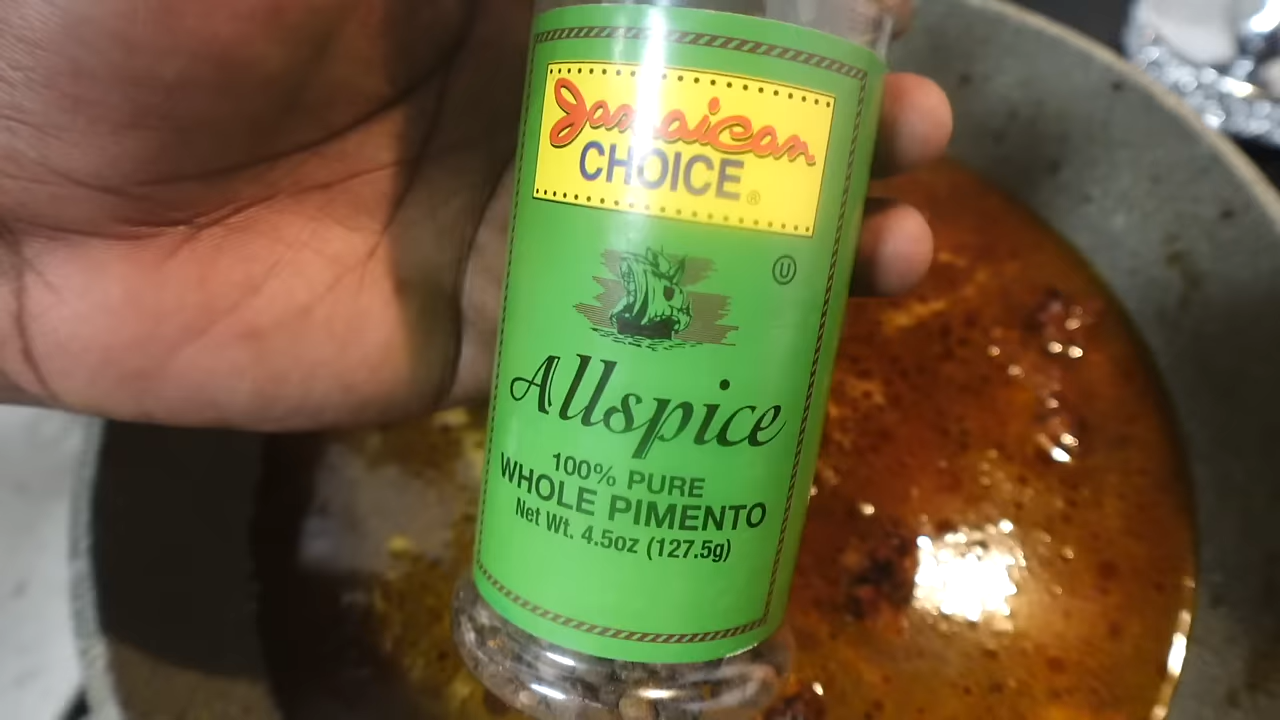 Jamaican
CHOICE®
U
Allspice
100% PURE
WHOLE PIMENTO
Net Wt. 4.5oz (127.5g)